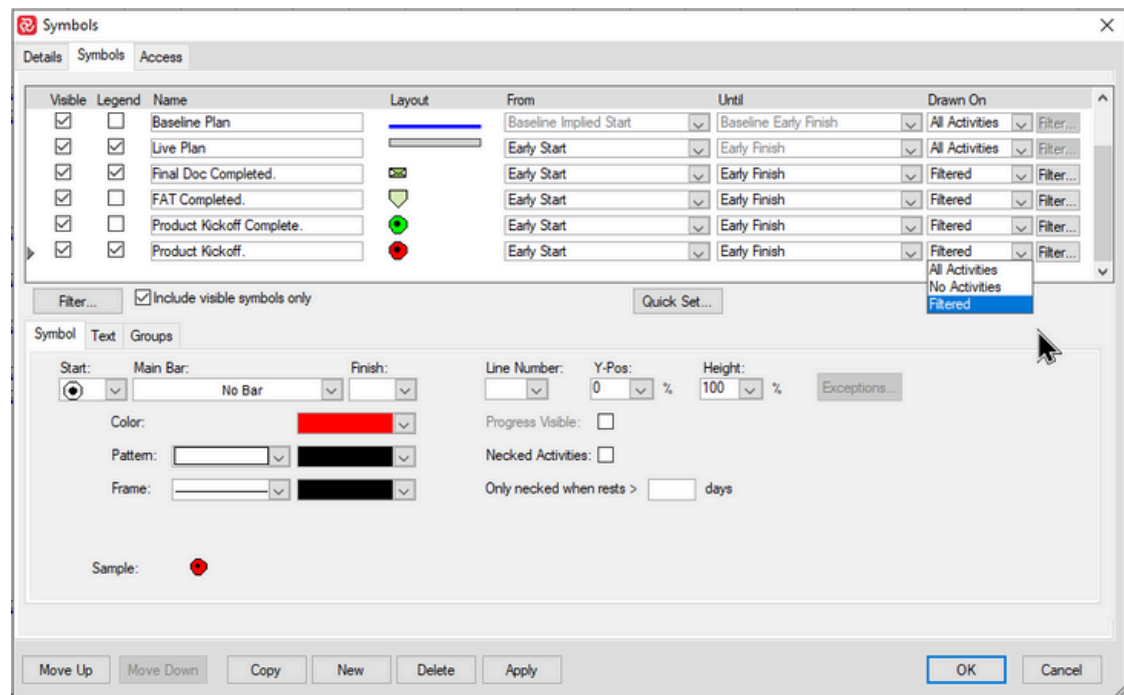 Symbols
Details Symbols Access
Visible Legend Name Layout From Until Drawn On
Baseline Plan Baseline Implied Start Baseline Early Finish All Activities Filter...
Live Plan Early Start Early Finish All Activities Filter...
Final Doc Completed. Early Start Early Finish Filtered Filter...
FAT Completed. Early Start Early Finish Filtered Filter...
Product Kickoff Complete. Early Start Early Finish Filtered Filter...
Product Kickoff. Early Start Early Finish Filtered Filter...
All Activities
No Activities
Filtered
Filter... Include visible symbols only Quick Set...
Symbol Text Groups
Start: Main Bar: Finish: Line Number: Y-Pos: Height:
No Bar 0 % 100 % Exceptions...
Color: Progress Visible:
Pattern: Necked Activities:
Frame: Only necked when rests > days
Sample:
Move Up Move Down Copy New Delete Apply OK Cancel